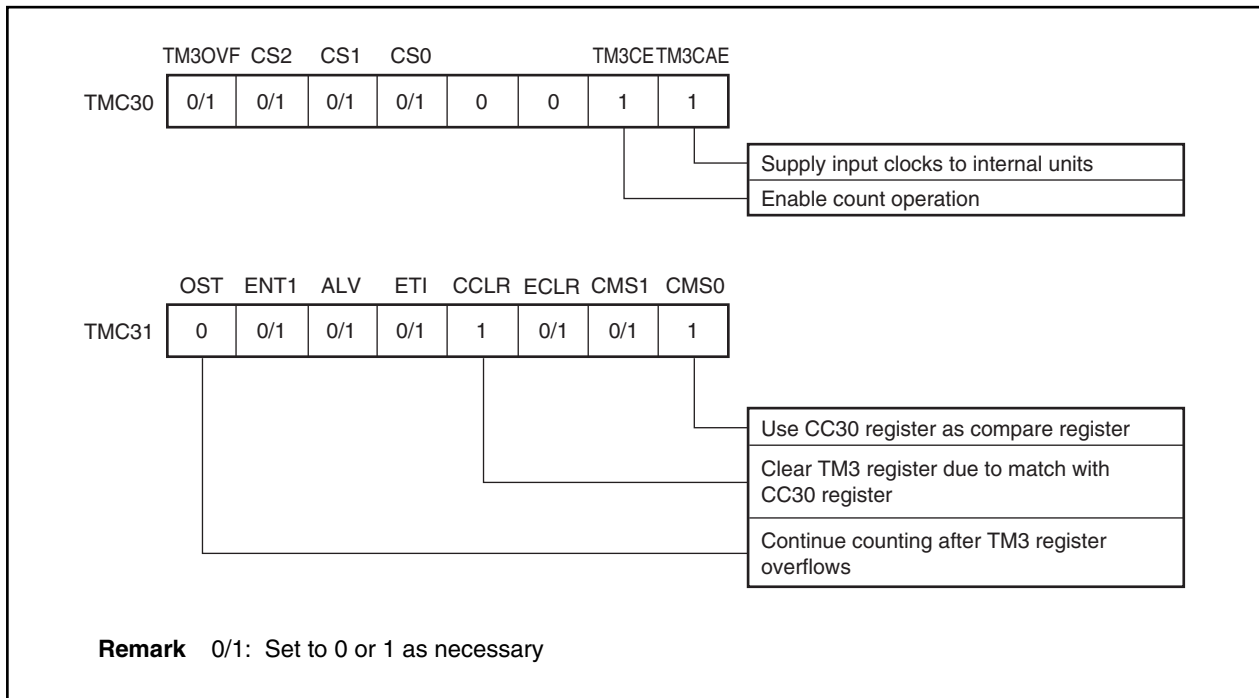 TM3OVF CS2 CS1 CS0 TM3CE TM3CAE
TMC30 0/1 0/1 0/1 0/1 0 0 1 1
Supply input clocks to internal units
Enable count operation
OST ENT1 ALV ETI CCLR ECLR CMS1 CMS0
TMC31 0 0/1 0/1 0/1 1 0/1 0/1 1
Use CC30 register as compare register
Clear TM3 register due to match with
CC30 register
Continue counting after TM3 register
overflows
Remark 0/1: Set to 0 or 1 as necessary